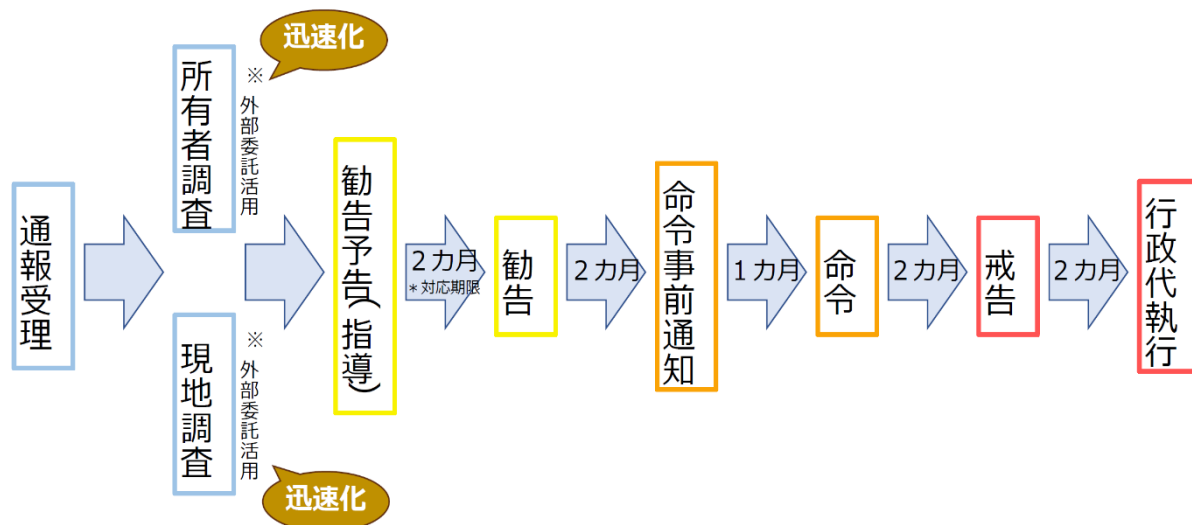 通報受理
迅速化
所有者調査
※外部委託活用
現地調査
※外部委託活用
迅速化
勧告予告(指導)
2カ月
*対応期限
勧告
2カ月
命令事前通知
1カ月
命令
2カ月
戒告
2カ月
行政代執行